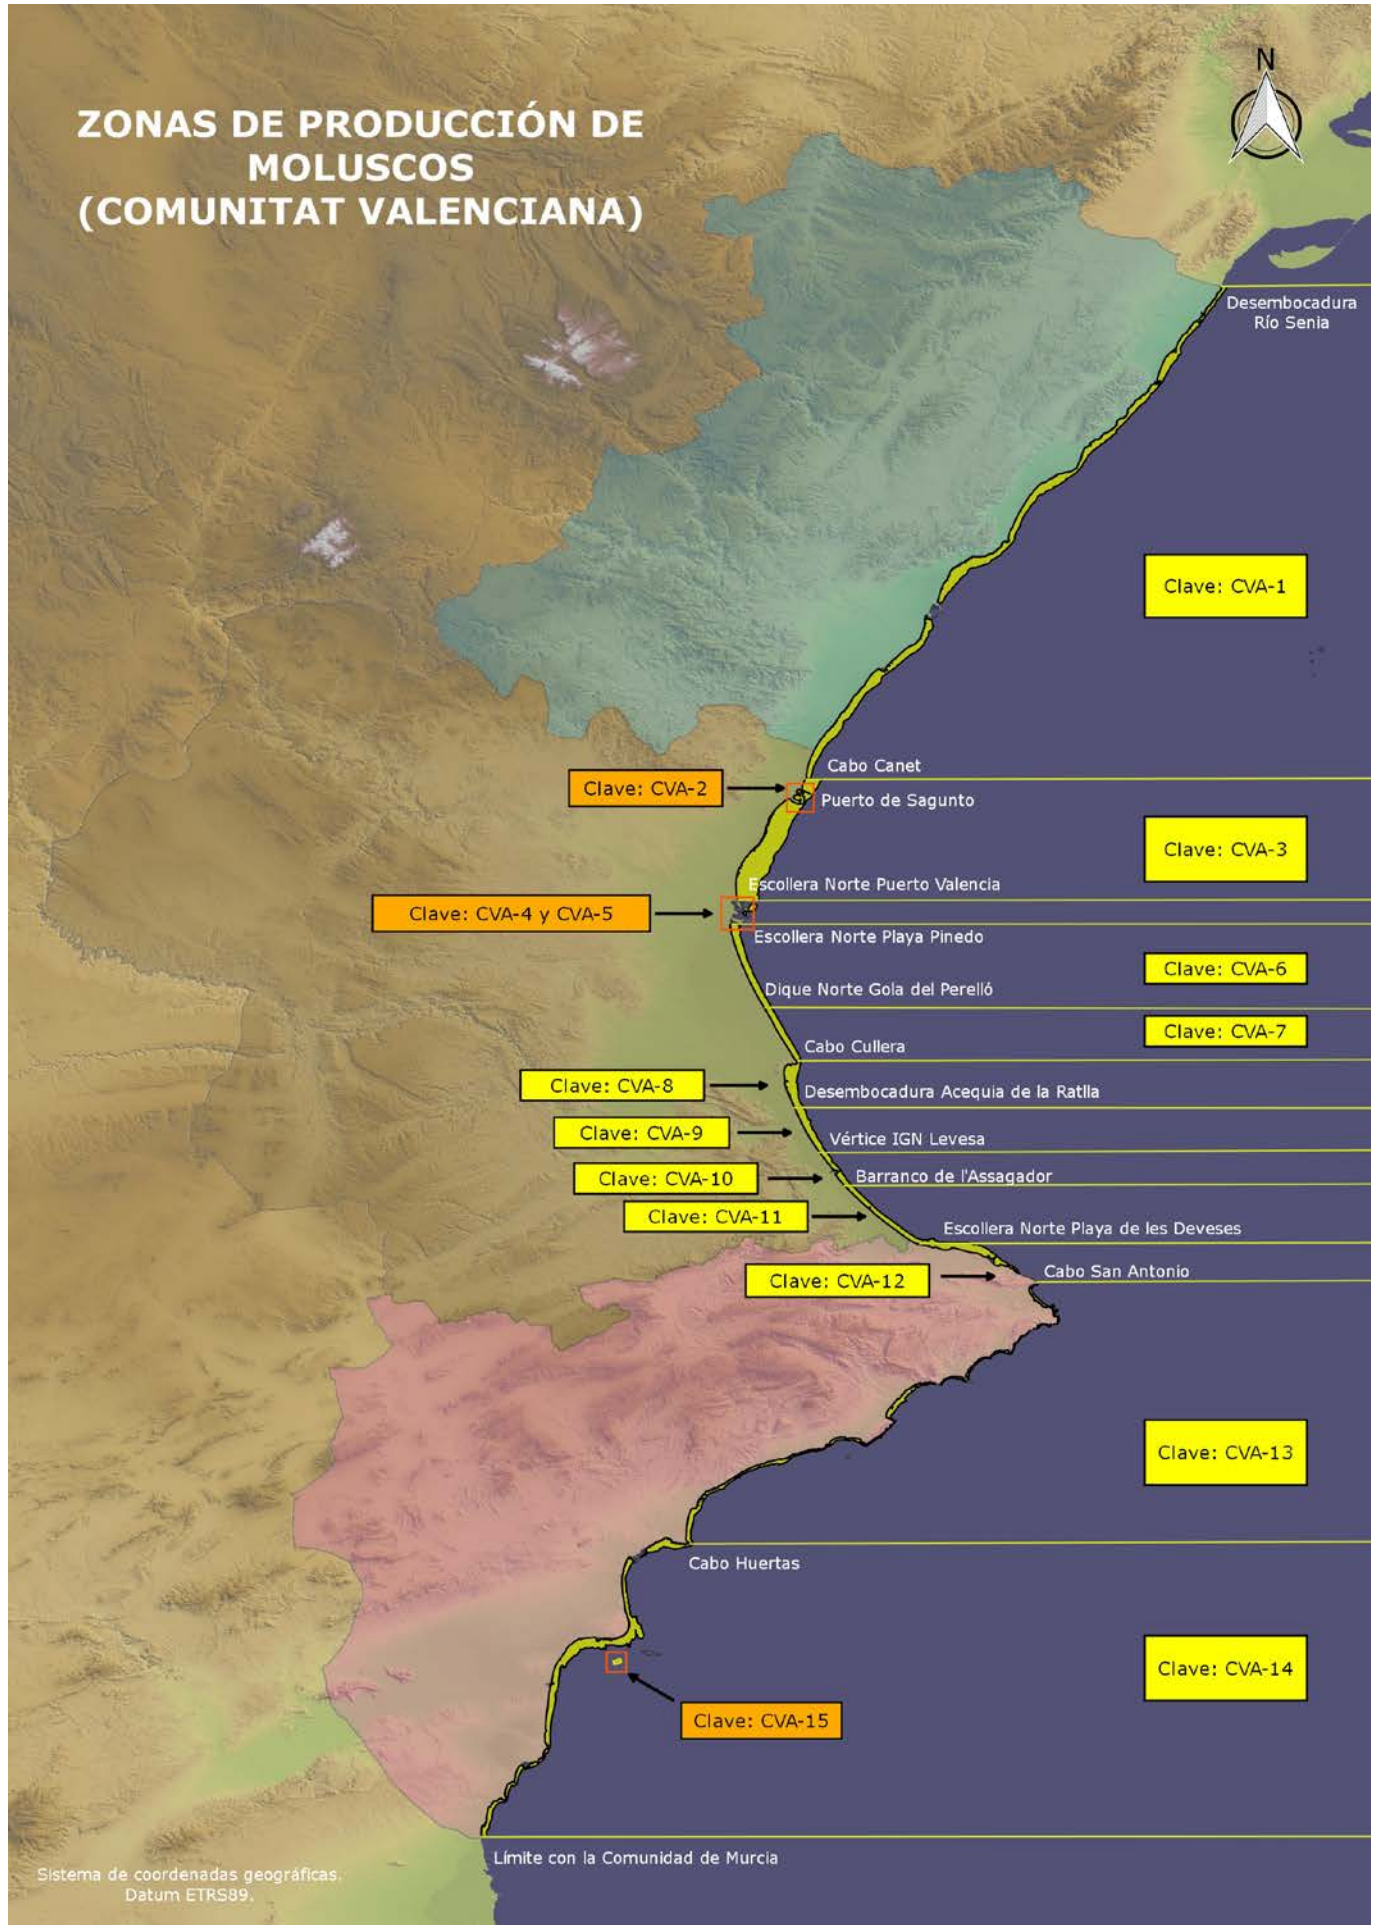 ZONAS DE PRODUCCIÓN DE
MOLUSCOS
(COMUNITAT VALENCIANA)
N
Desembocadura
Río Senia
Clave: CVA-1
Cabo Canet
Clave: CVA-2
Puerto de Sagunto
Clave: CVA-3
Escollera Norte Puerto Valencia
Clave: CVA-4 y CVA-5
Escollera Norte Playa Pinedo
Clave: CVA-6
Dique Norte Gola del Perelló
Clave: CVA-7
Cabo Cullera
Clave: CVA-8
Desembocadura Acequia de la Ratlla
Clave: CVA-9
Vértice IGN Levesa
Clave: CVA-10
Barranco de l'Assagador
Clave: CVA-11
Escollera Norte Playa de les Deveses
Clave: CVA-12
Cabo San Antonio
Clave: CVA-13
Cabo Huertas
Clave: CVA-14
Clave: CVA-15
Límite con la Comunidad de Murcia
Sistema de coordenadas geográficas.
Datum ETRS89.